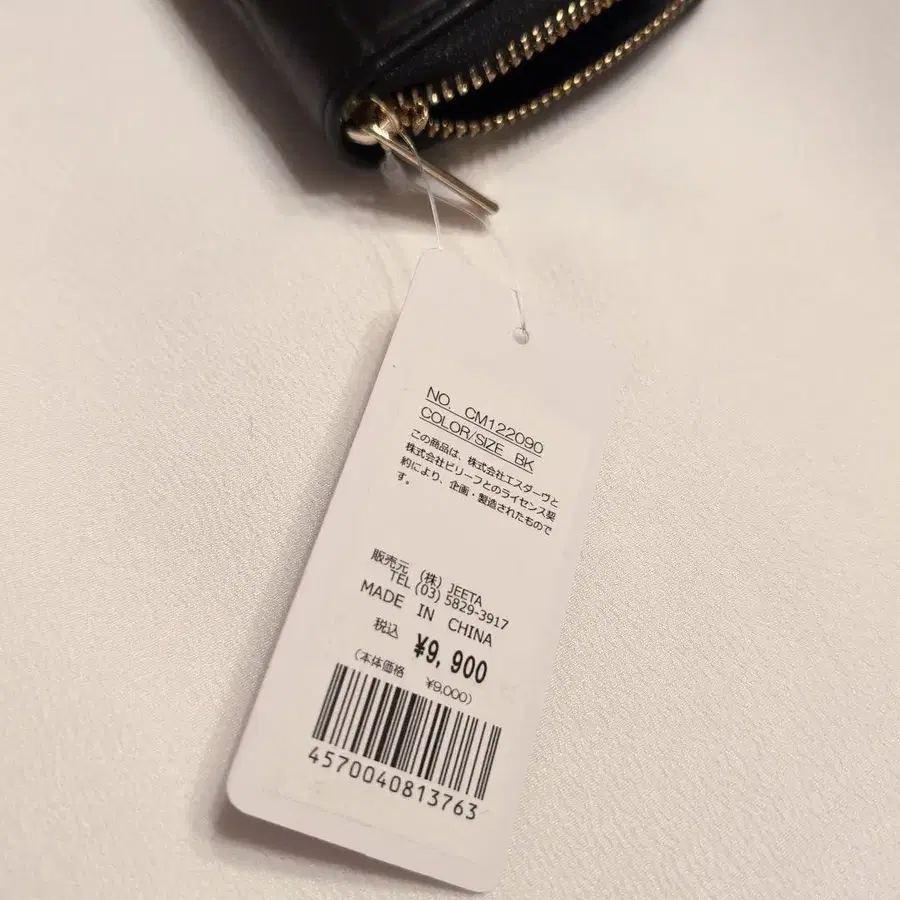 NO. CM122090
COLOR/SIZE BK
この商品は、株式会社エスダーヴと
株式会社ビリーフとのライセンス契
約により、企画・製造されたもので
す。
販売元 (株) JEETA
TEL (03) 5829-3917
MADE IN CHINA
税込 ¥9,900
(本体価格 ¥9,000)
4570040813763